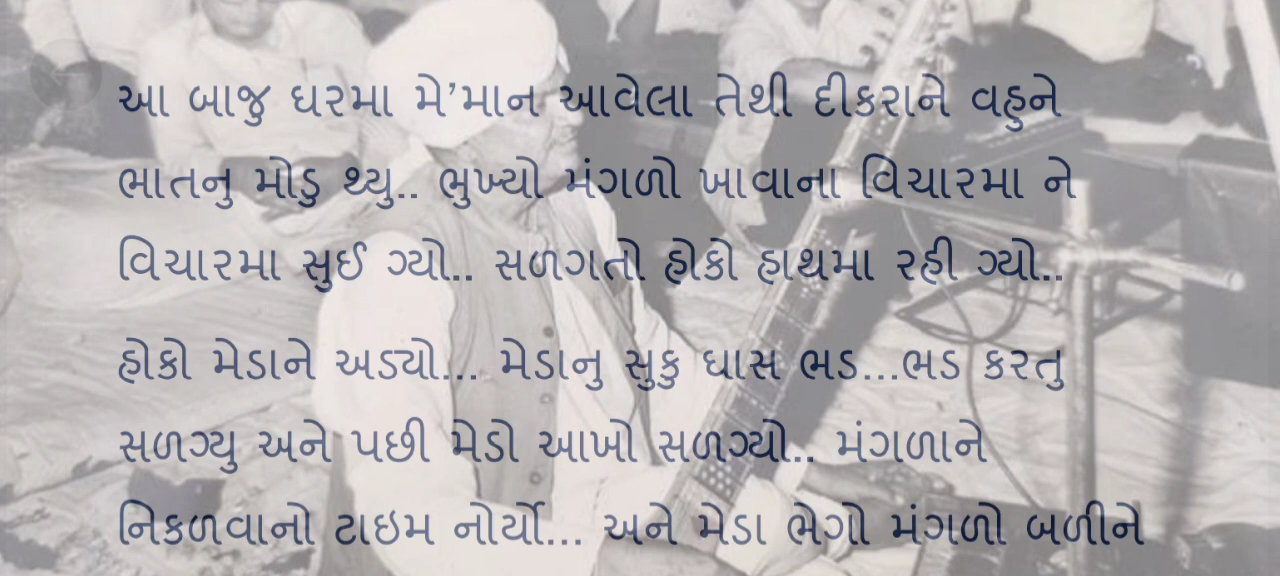 આ બાજુ ઘરમા મે’માન આવેલા તેથી દીકરાને વહુને
ભાતનુ મોડુ થ્યુ.. ભુખ્યો મંગળો ખાવાના વિચારમા ને
વિચારમા સુઈ ગ્યો.. સળગતો હોકો હાથમા રહી ગ્યો..
હોકો મેડાને અડ્યો... મેડાનુ સુકુ ઘાસ ભડ...ભડ કરતુ
સળગ્યુ અને પછી મેડો આખો સળગ્યો.. મંગળાને
નિકળવાનો ટાઇમ નોર્યો... અને મેડા ભેગો મંગળો બળીને